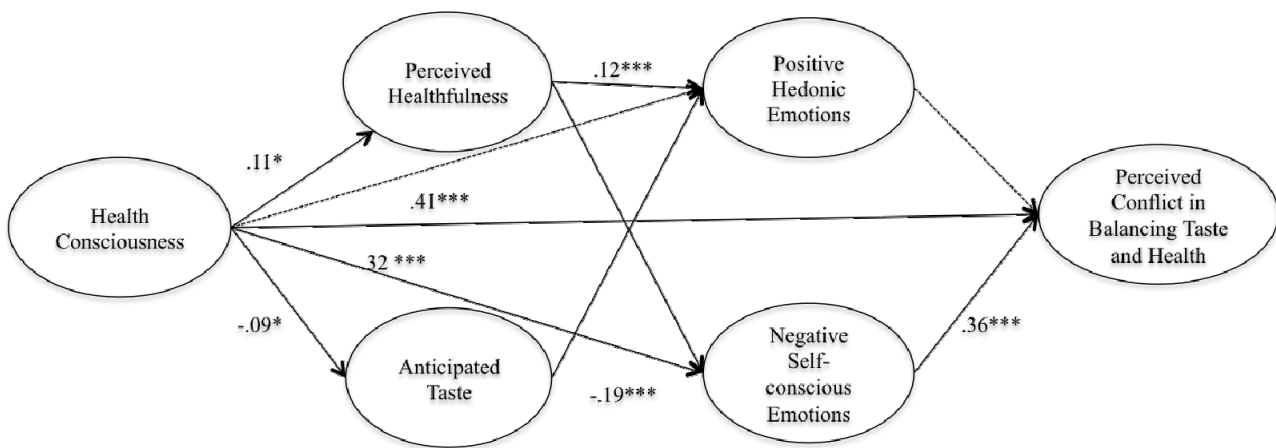 Perceived
Healthfulness
.12***
Positive
Hedonic
Emotions
.11*
Health
Consciousness
.41***
Perceived
Conflict in
Balancing Taste
and Health
32 ***
-.09*
Anticipated
Taste
-.19***
Negative
Self-
conscious
Emotions
.36***